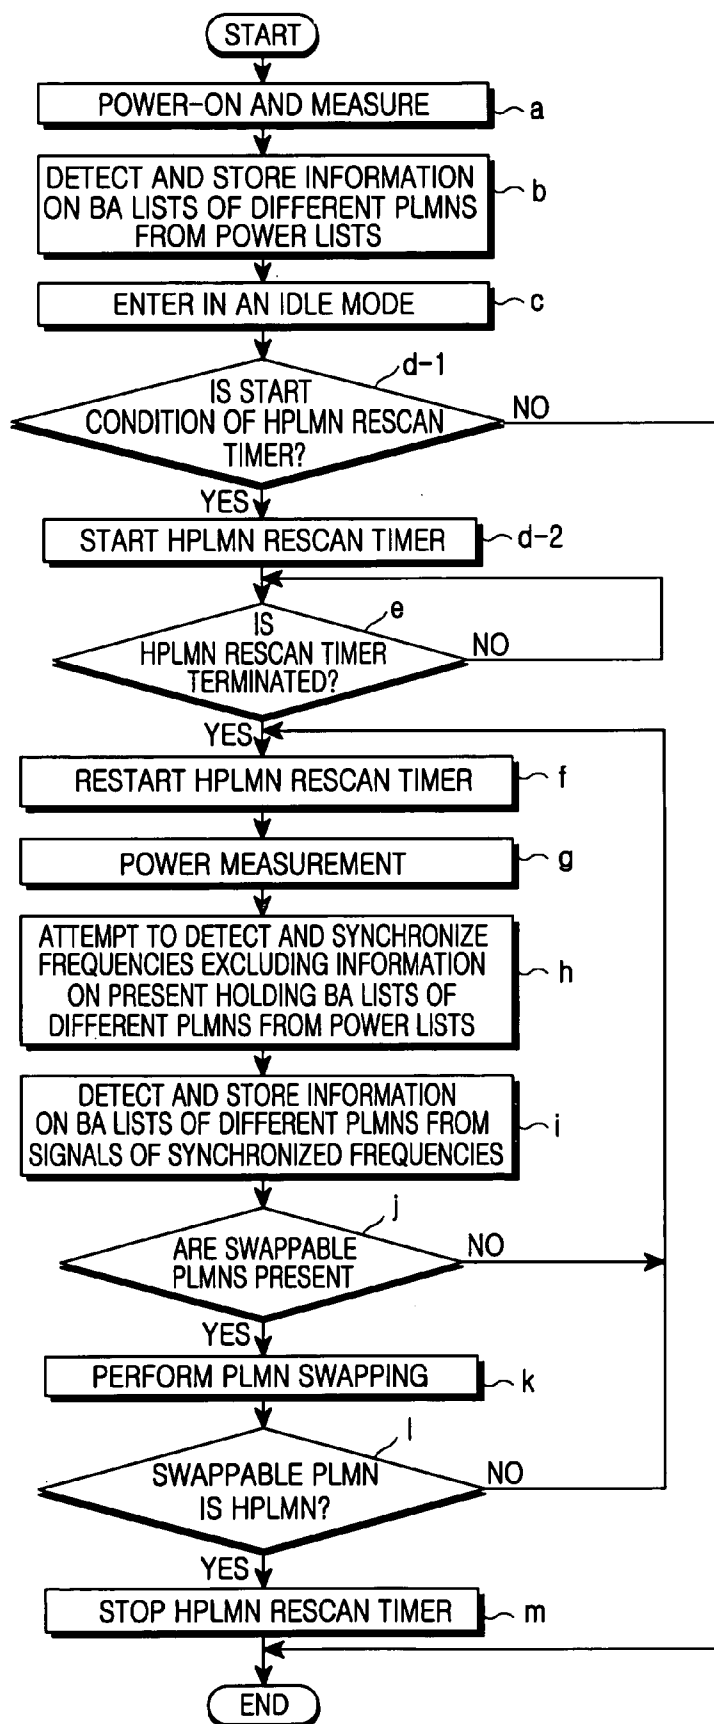 START
POWER-ON AND MEASURE
a
DETECT AND STORE INFORMATION
ON BA LISTS OF DIFFERENT PLMNS
FROM POWER LISTS
b
ENTER IN AN IDLE MODE
c
d-1
IS START
CONDITION OF HPLMN RESCAN
TIMER?
NO
YES
START HPLMN RESCAN TIMER
d-2
e
IS
HPLMN RESCAN TIMER
TERMINATED?
NO
YES
RESTART HPLMN RESCAN TIMER
f
POWER MEASUREMENT
g
ATTEMPT TO DETECT AND SYNCHRONIZE
FREQUENCIES EXCLUDING INFORMATION
ON PRESENT HOLDING BA LISTS OF
DIFFERENT PLMNS FROM POWER LISTS
h
DETECT AND STORE INFORMATION
ON BA LISTS OF DIFFERENT PLMNS FROM
SIGNALS OF SYNCHRONIZED FREQUENCIES
i
j
ARE SWAPPABLE
PLMNS PRESENT
NO
YES
PERFORM PLMN SWAPPING
k
l
SWAPPABLE PLMN
IS HPLMN?
NO
YES
STOP HPLMN RESCAN TIMER
m
END